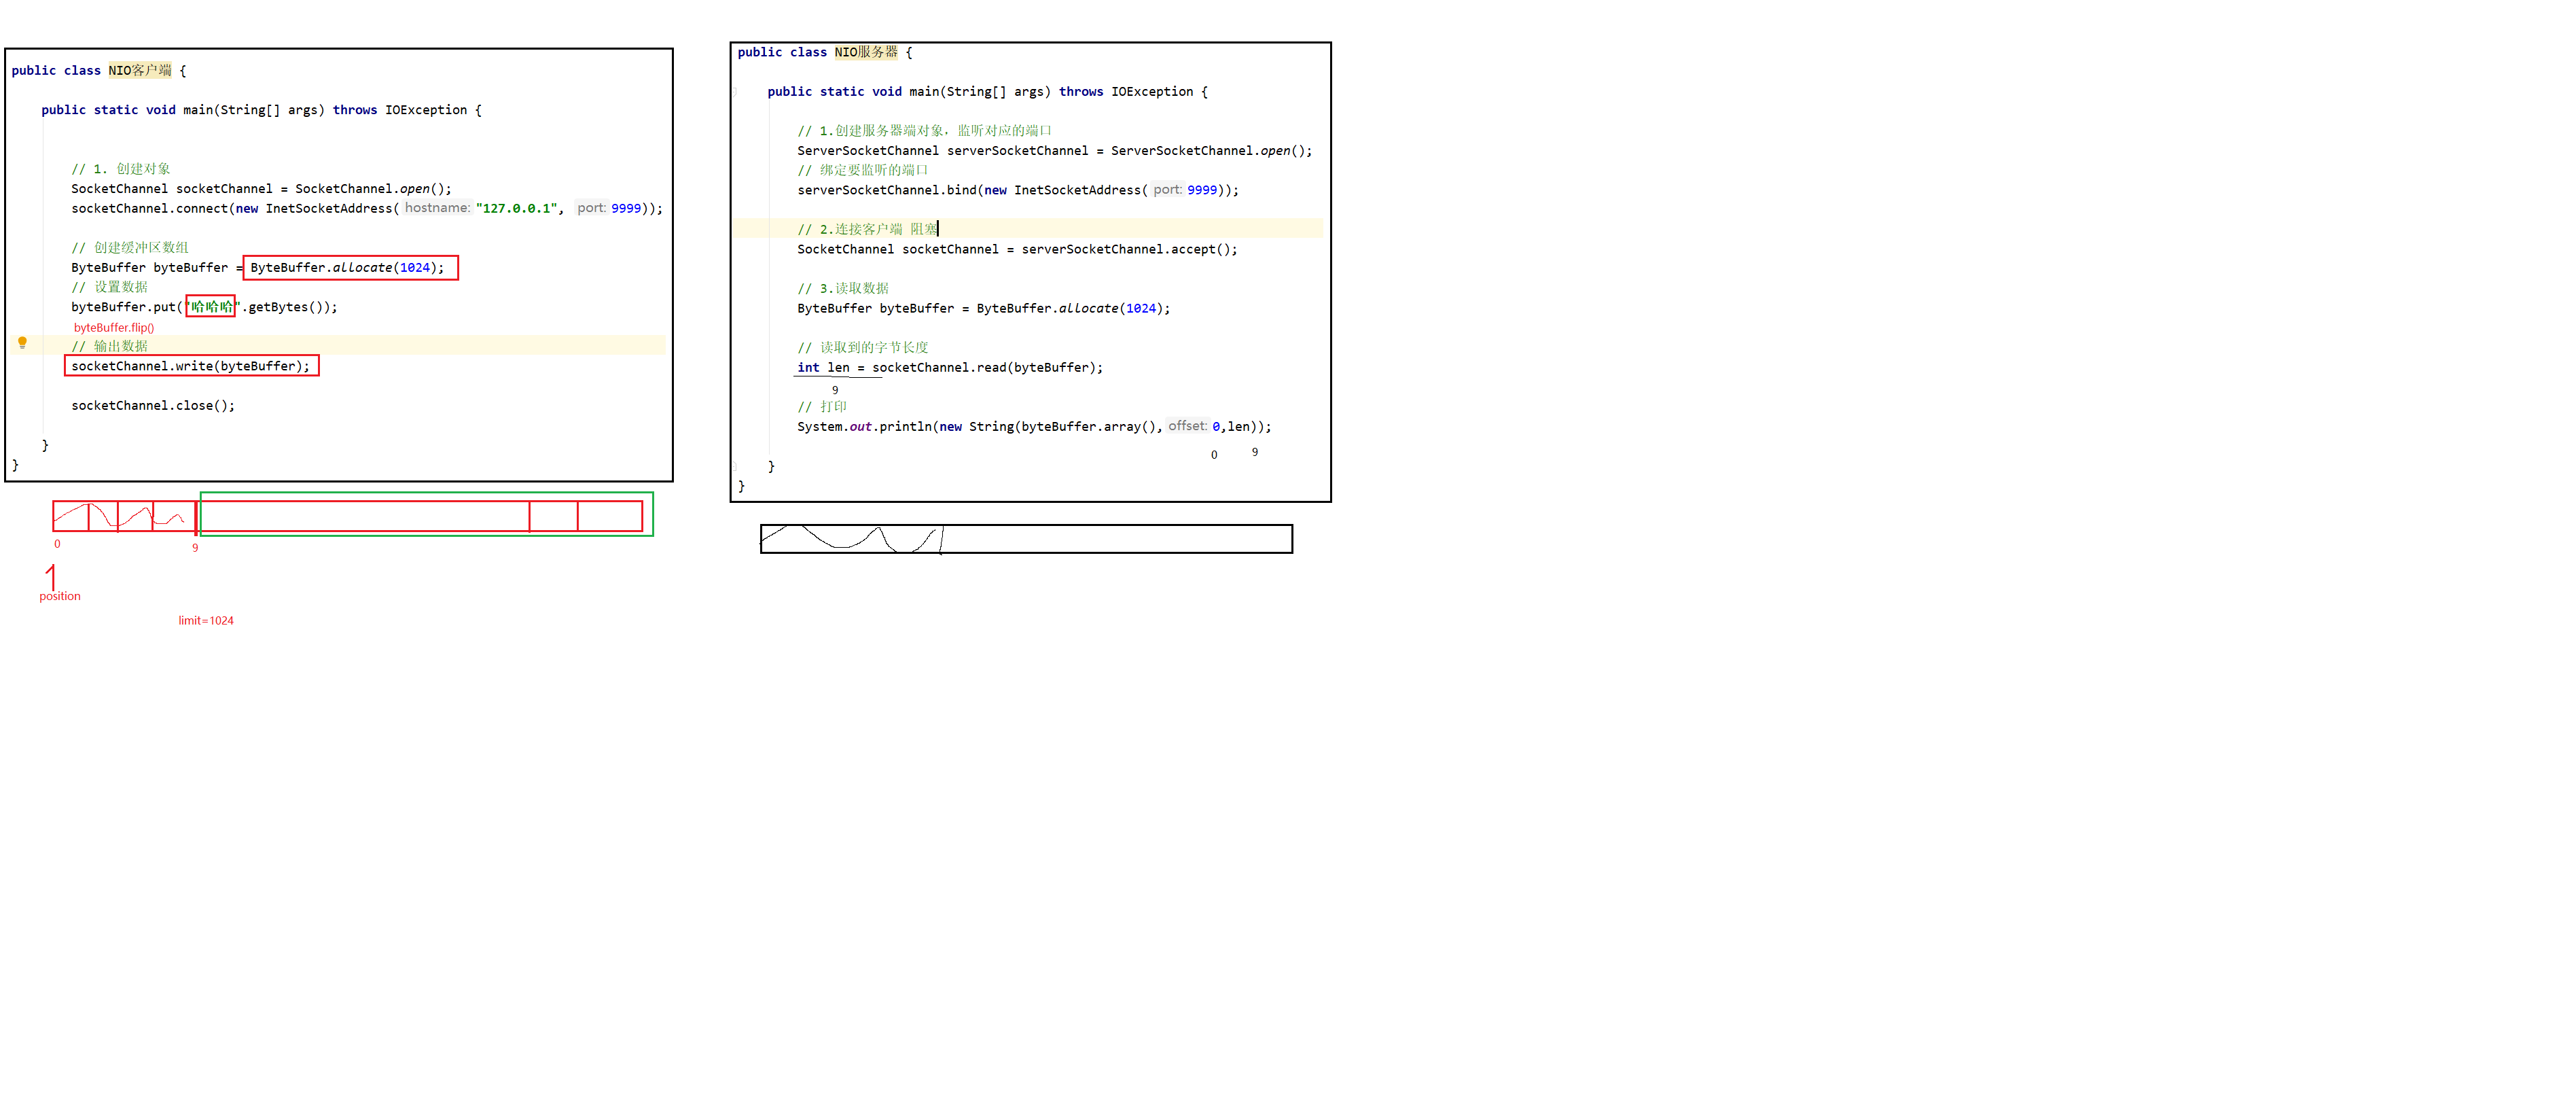 public class NIO客户端 {
public static void main(String[] args) throws IOException {
// 1. 创建对象
SocketChannel socketChannel = SocketChannel.open();
socketChannel.connect(new InetSocketAddress( hostname: "127.0.0.1", port: 9999));
// 创建缓冲区数组
ByteBuffer byteBuffer = ByteBuffer.allocate(1024);
// 设置数据
byteBuffer.put("哈哈哈".getBytes());
byteBuffer.flip()
// 输出数据
socketChannel.write(byteBuffer);
socketChannel.close();
}
}
0
9
position
limit=1024
public class NIO服务器 {
public static void main(String[] args) throws IOException {
// 1.创建服务器端对象，监听对应的端口
ServerSocketChannel serverSocketChannel = ServerSocketChannel.open();
// 绑定要监听的端口
serverSocketChannel.bind(new InetSocketAddress( port: 9999));
// 2.连接客户端 阻塞
SocketChannel socketChannel = serverSocketChannel.accept();
// 3.读取数据
ByteBuffer byteBuffer = ByteBuffer.allocate(1024);
// 读取到的字节长度
int len = socketChannel.read(byteBuffer);
9
// 打印
System.out.println(new String(byteBuffer.array(), offset: 0,len));
0 9
}
}